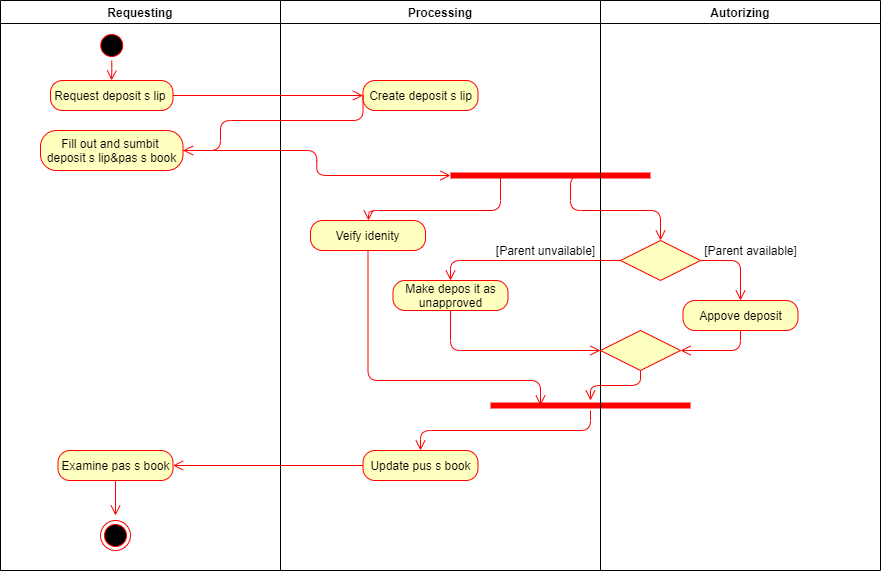 Requesting
Processing
Autorizing
Request deposit s lip
Create deposit s lip
Fill out and sumbit
deposit s lip&pas s book
Veify idenity
[Parent unvailable]
[Parent available]
Make depos it as
unapproved
Appove deposit
Examine pas s book
Update pus s book